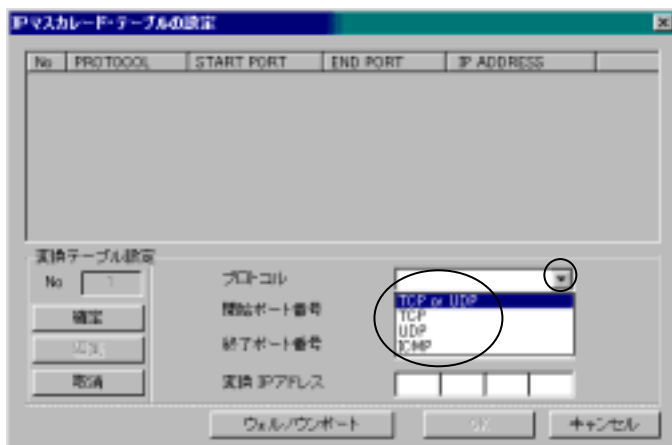 IPマスカレード・テーブルの設定
No PROTOCOL START PORT END PORT IP ADDRESS
変換テーブル設定
No 1
プロトコル
TCP or UDP
TCP
UDP
ICMP
開始ポート番号
確定
終了ポート番号
取消
変換 IPアドレス
ウェルノウンポート OK キャンセル